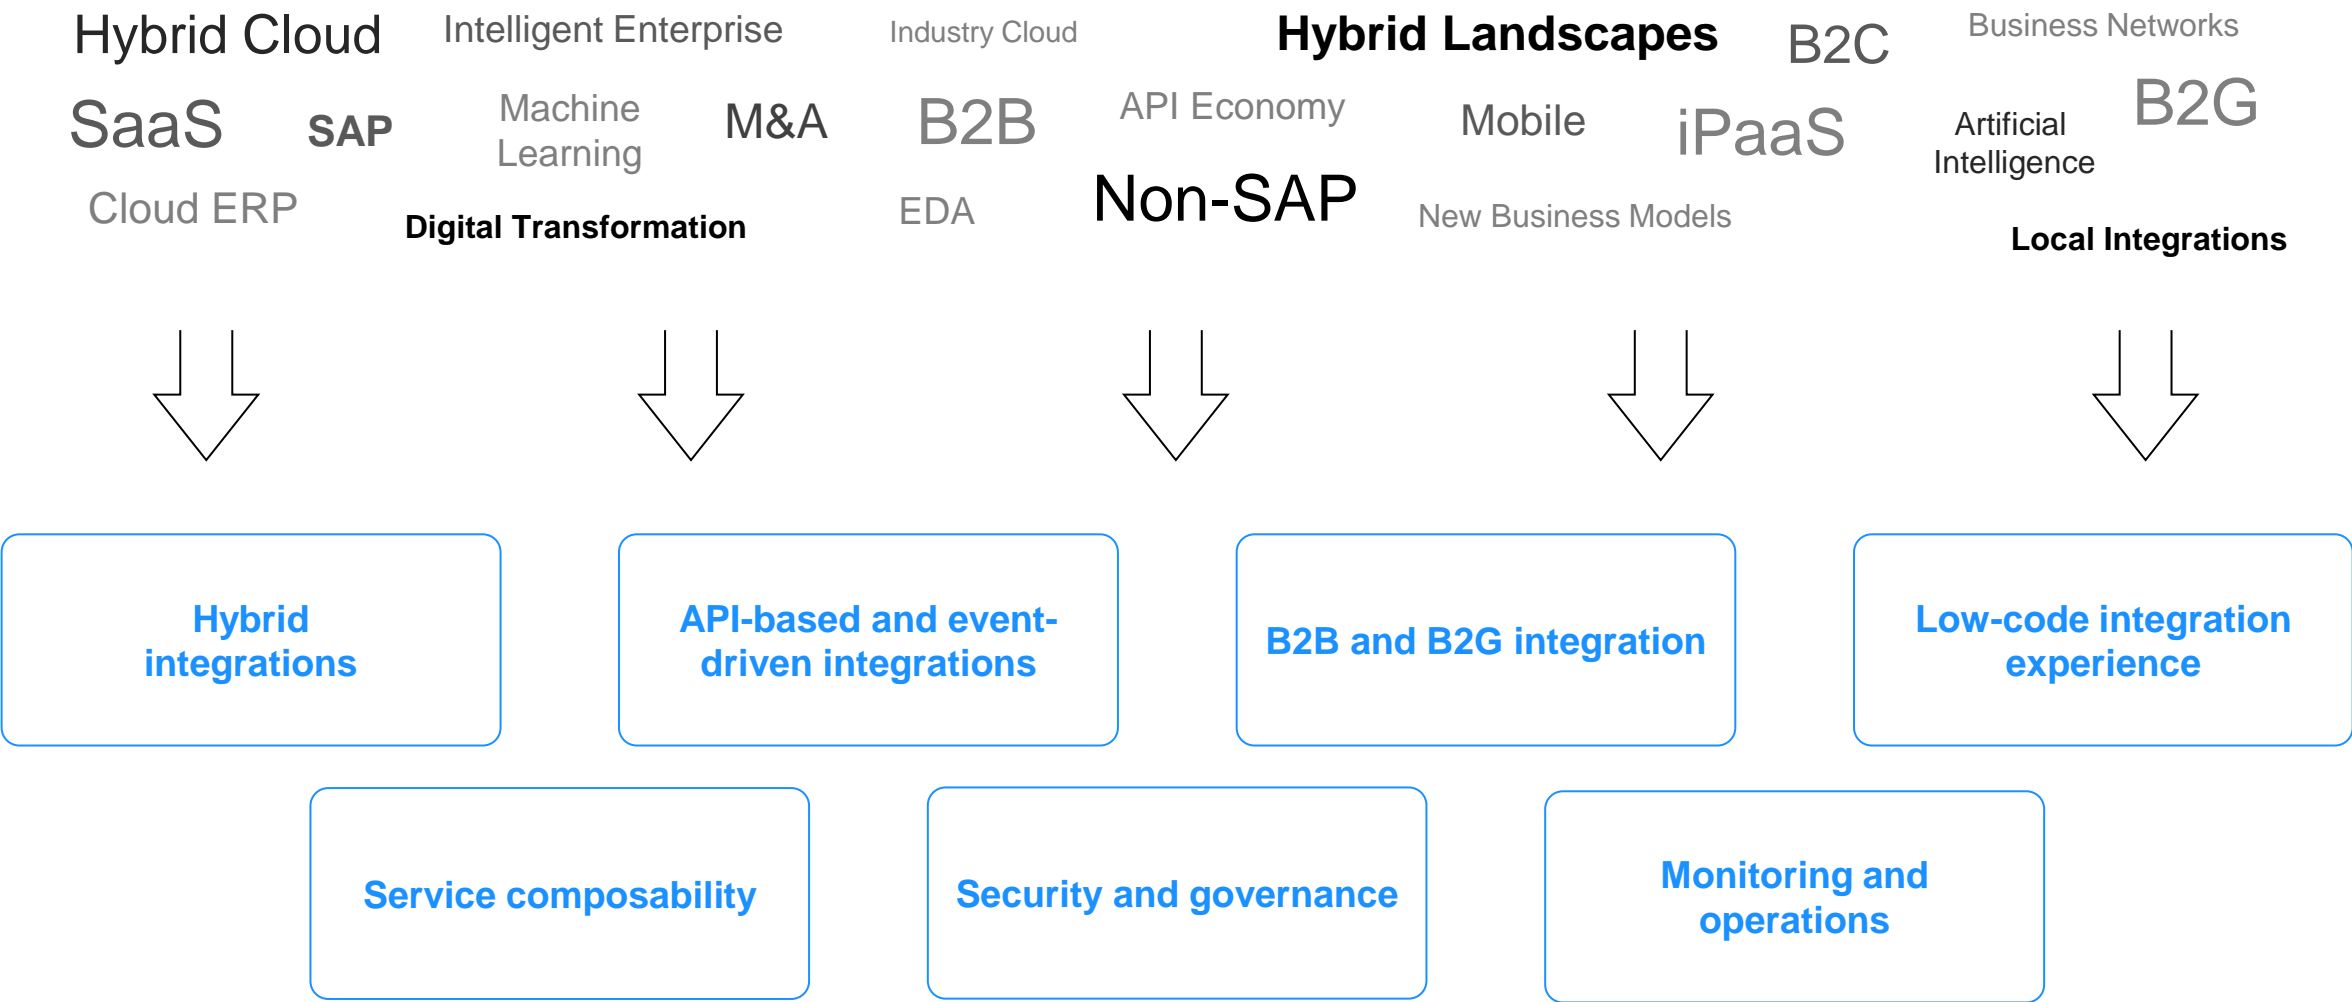 Hybrid Cloud
Intelligent Enterprise
Industry Cloud
Hybrid Landscapes
B2C
Business Networks
SaaS
SAP
Machine
Learning
M&A
B2B
API Economy
Mobile
iPaaS
Artificial
Intelligence
B2G
Cloud ERP
Digital Transformation
EDA
Non-SAP
New Business Models
Local Integrations
Hybrid
integrations
API-based and event-
driven integrations
B2B and B2G integration
Low-code integration
experience
Service composability
Security and governance
Monitoring and
operations